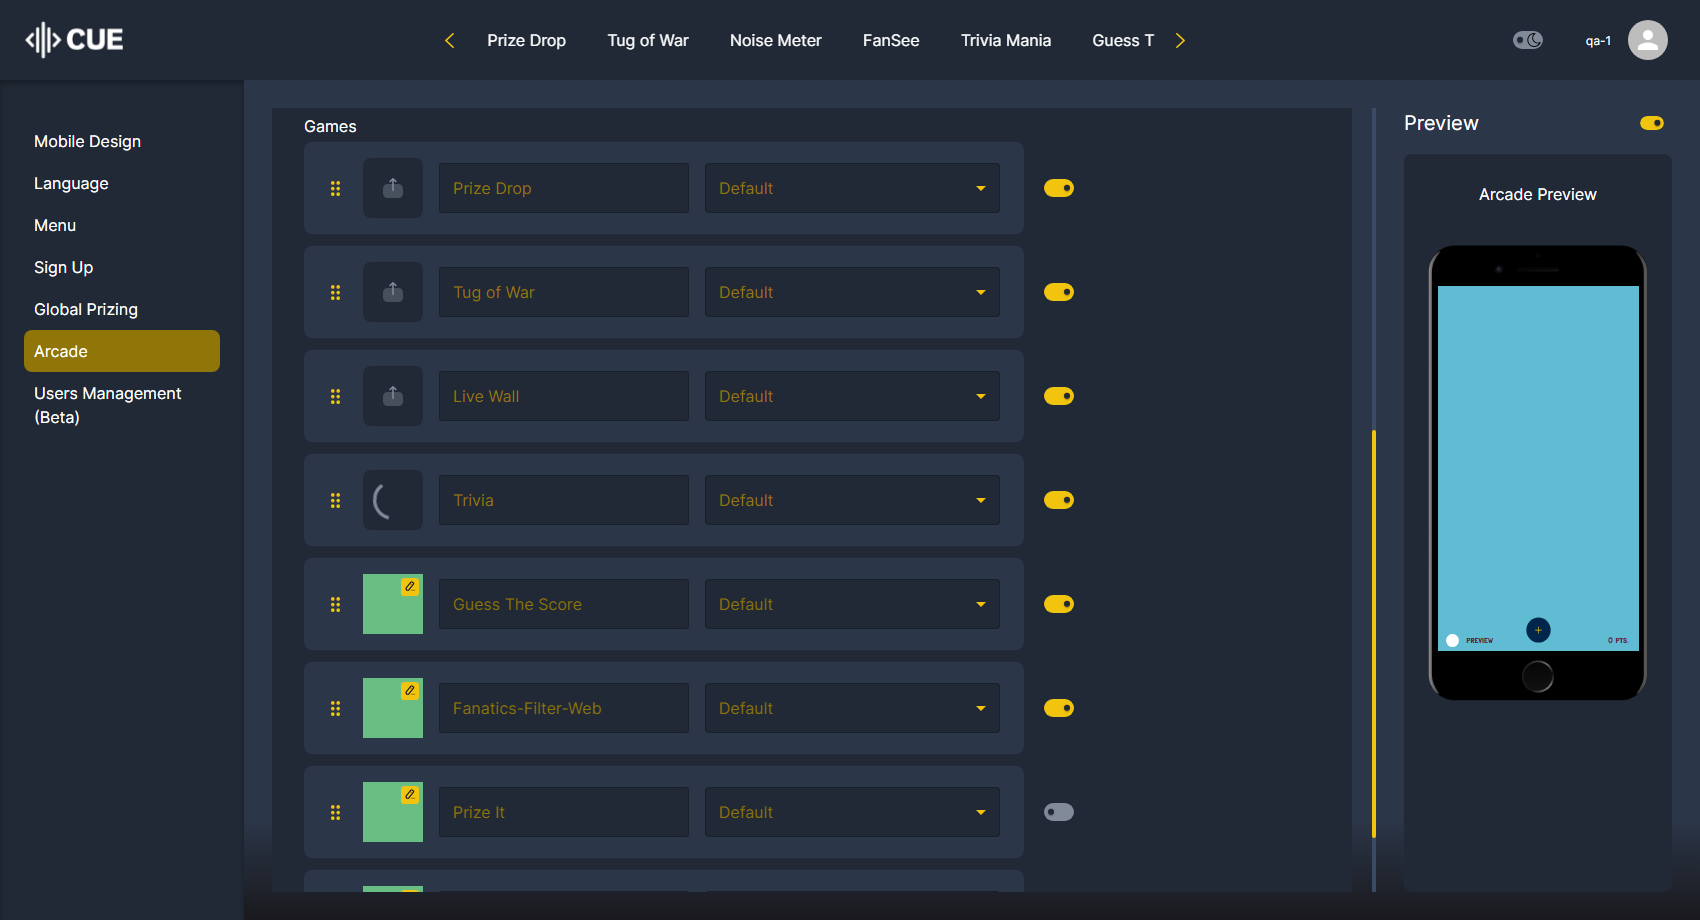 CUE
Prize Drop
Tug of War
Noise Meter
FanSee
Trivia Mania
Guess T
qa-1
Mobile Design
Language
Menu
Sign Up
Global Prizing
Arcade
Users Management
(Beta)
Games
Prize Drop
Default
Tug of War
Default
Live Wall
Default
Trivia
Default
Guess The Score
Default
Fanatics-Filter-Web
Default
Prize It
Default
Preview
Arcade Preview
PREVIEW
+
0 PTS.